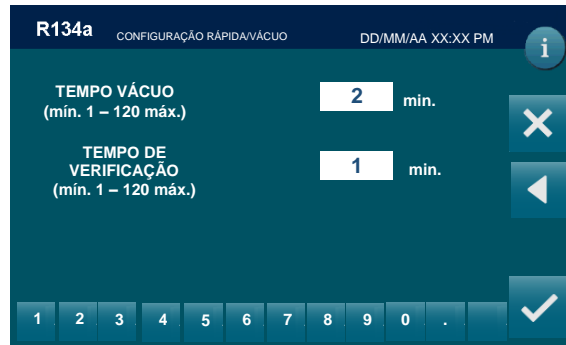 R134a CONFIGURAÇÃO RÁPIDA/VÁCUO DD/MM/AA XX:XX PM
i
TEMPO VÁCUO 2 min.
(mín. 1 – 120 máx.)
TEMPO DE
VERIFICAÇÃO 1 min.
(mín. 1 – 120 máx.)
1 2 3 4 5 6 7 8 9 0 .